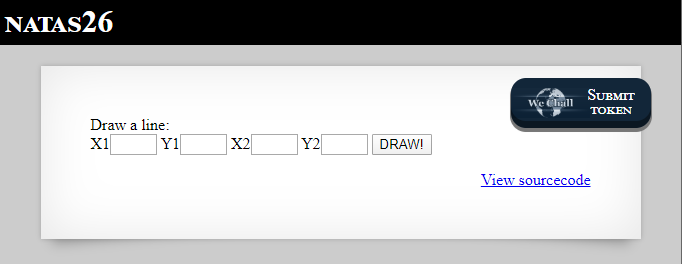 NATAS26
We Chall SUBMIT TOKEN
Draw a line:
X1 Y1 X2 Y2 DRAW!
View sourcecode